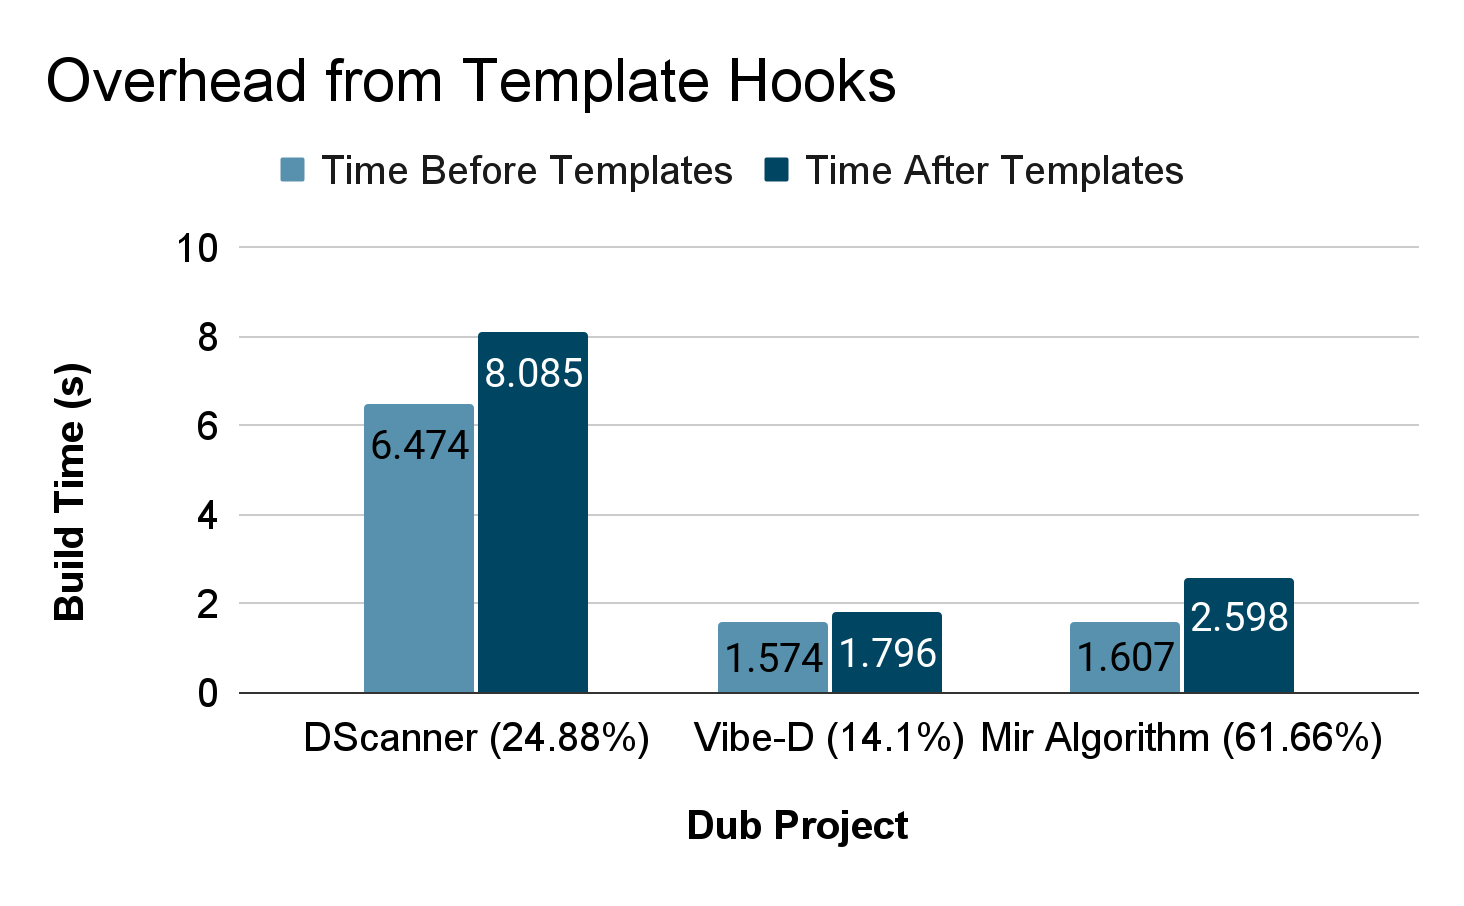 Overhead from Template Hooks
Time Before Templates Time After Templates
10
8
6
4
2
0
Build Time (s)
6.474 8.085
1.574 1.796
1.607 2.598
DScanner (24.88%) Vibe-D (14.1%) Mir Algorithm (61.66%)
Dub Project